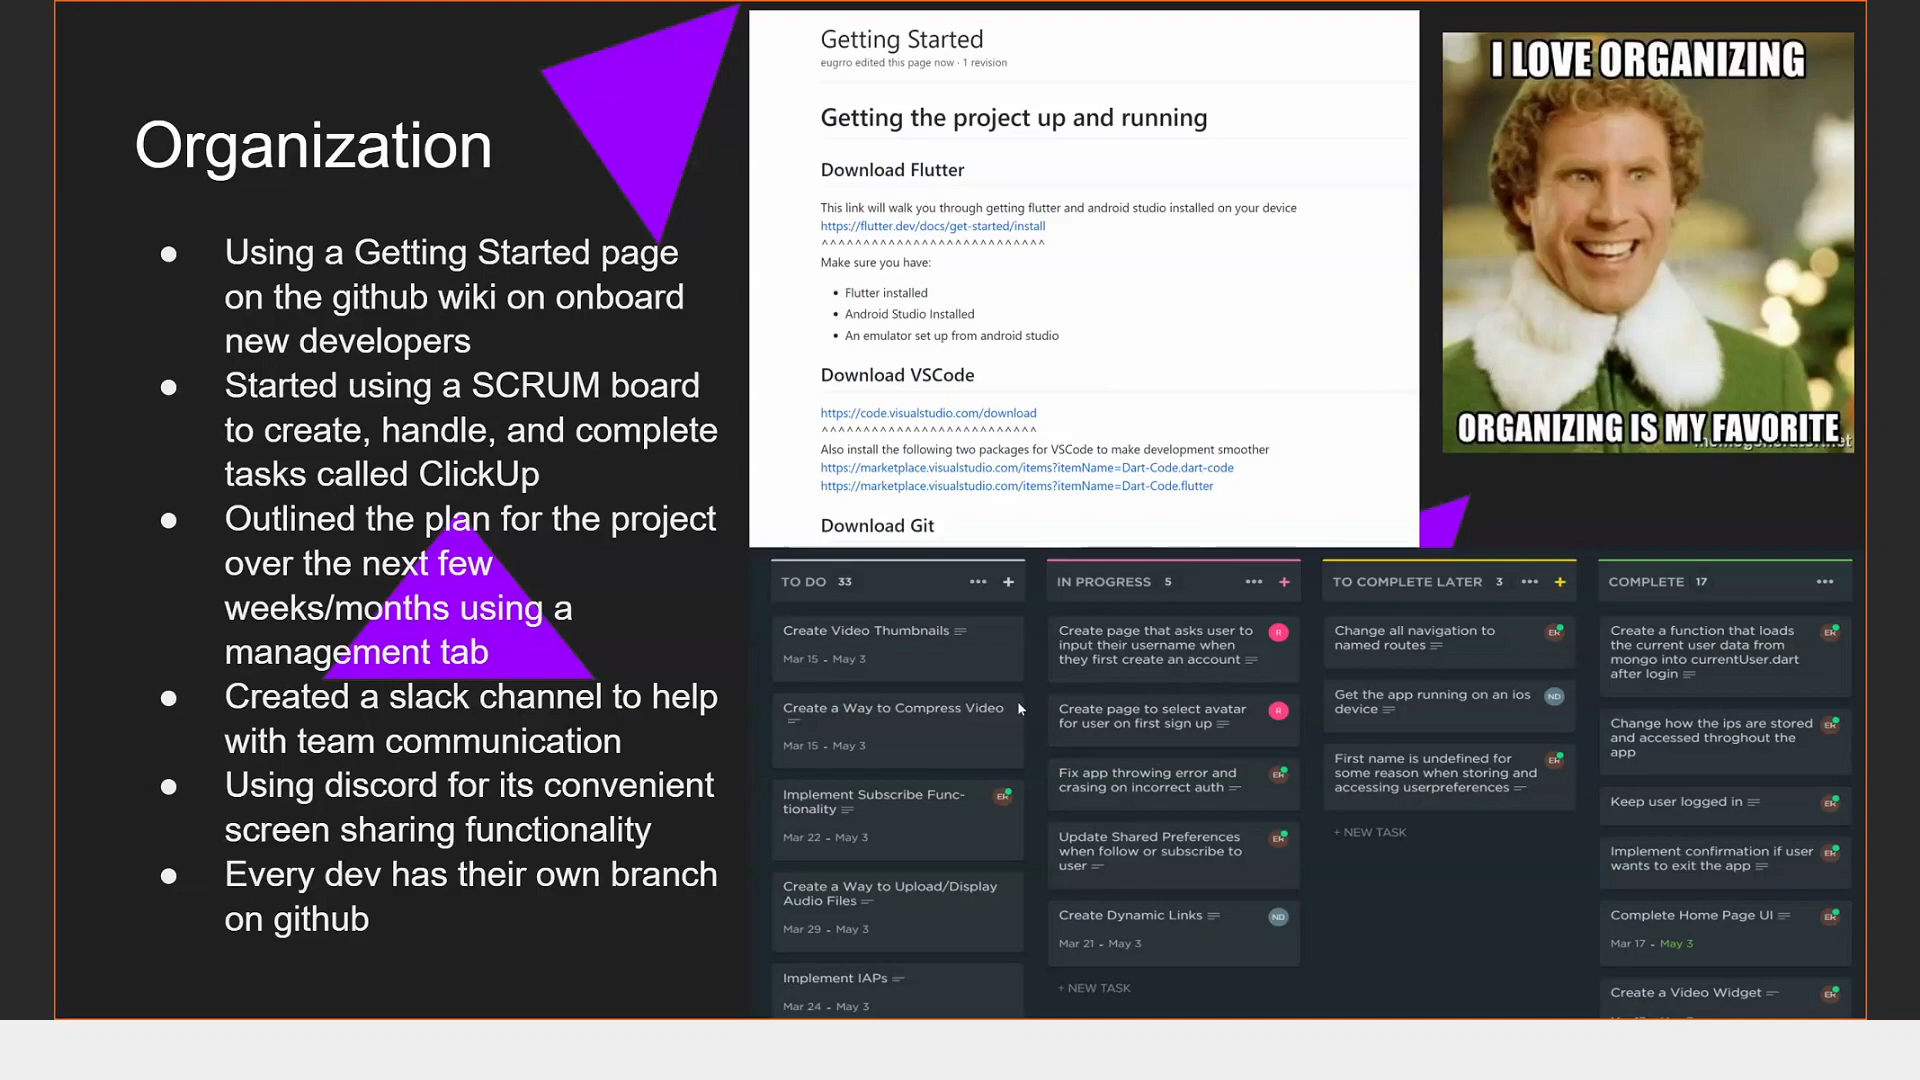 Organization
● Using a Getting Started page
on the github wiki on onboard
new developers
● Started using a SCRUM board
to create, handle, and complete
tasks called ClickUp
● Outlined the plan for the project
over the next few
weeks/months using a
management tab
● Created a slack channel to help
with team communication
● Using discord for its convenient
screen sharing functionality
● Every dev has their own branch
on github
Getting Started
eugrro edited this page now · 1 revision
Getting the project up and running
Download Flutter
This link will walk you through getting flutter and android studio installed on your device
https://flutter.dev/docs/get-started/install
^^^^^^^^^^^^^^^^^^^^^^^^^^^
Make sure you have:
• Flutter installed
• Android Studio Installed
• An emulator set up from android studio
Download VSCode
https://code.visualstudio.com/download
^^^^^^^^^^^^^^^^^^^^^^^^^^
Also install the following two packages for VSCode to make development smoother
https://marketplace.visualstudio.com/items?itemName=Dart-Code.dart-code
https://marketplace.visualstudio.com/items?itemName=Dart-Code.flutter
Download Git
I LOVE ORGANIZING
ORGANIZING IS MY FAVORITE
TO DO 33
Create Video Thumbnails
Mar 15 - May 3
Create a Way to Compress Video
Mar 15 - May 3
Implement Subscribe Func-
tionality
ER
Mar 22 - May 3
Create a Way to Upload/Display
Audio Files
Mar 29 - May 3
Implement IAPs
Mar 24 - May 3
IN PROGRESS 5
Create page that asks user to
input their username when
they first create an account
R
Create page to select avatar
for user on first sign up
R
Fix app throwing error and
crasing on incorrect auth
ER
Update Shared Preferences
when follow or subscribe to
user
ER
Create Dynamic Links
ND
Mar 21 - May 3
+ NEW TASK
TO COMPLETE LATER 3
Change all navigation to
named routes
ER
Get the app running on an ios
device
ND
First name is undefined for
some reason when storing and
accessing userpreferences
ER
+ NEW TASK
COMPLETE 17
Create a function that loads
the current user data from
mongo into currentUser.dart
after login
ER
Change how the ips are stored
and accessed throghout the
app
ER
Keep user logged in
ER
Implement confirmation if user
wants to exit the app
ER
Complete Home Page UI
ER
Mar 17 - May 3
Create a Video Widget
ER